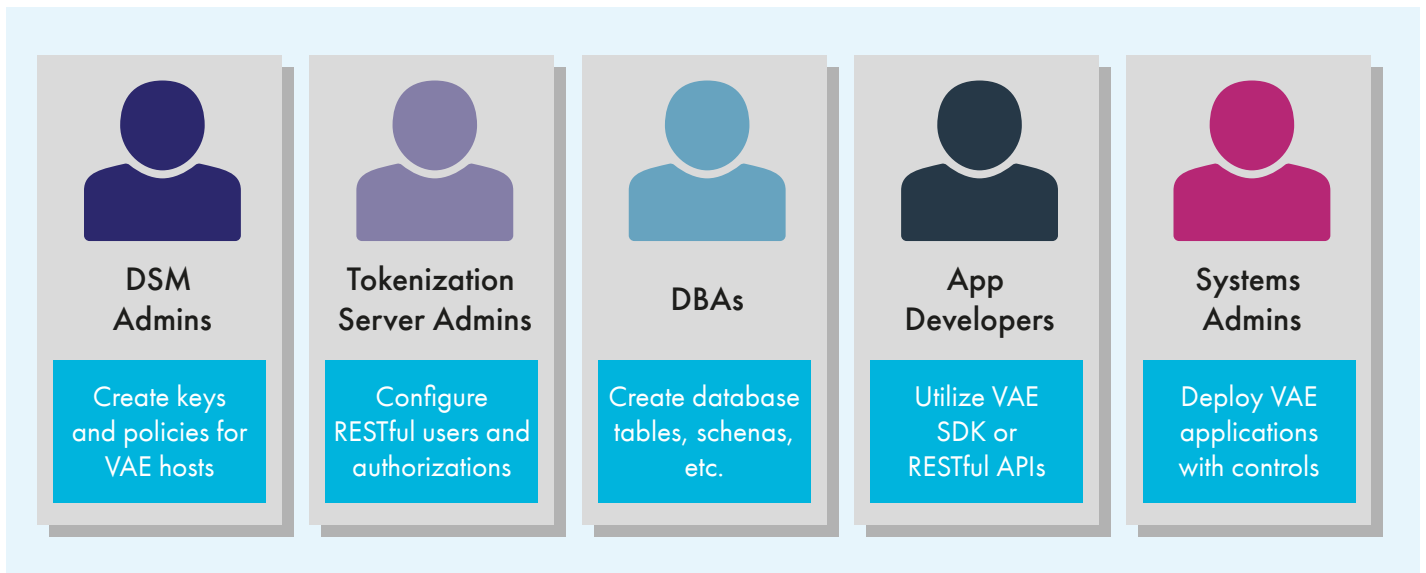 DSM
Admins
Create keys
and policies for
VAE hosts
Tokenization
Server Admins
Configure
RESTful users and
authorizations
DBAs
Create database
tables, schenas,
etc.
App
Developers
Utilize VAE
SDK or
RESTful APIs
Systems
Admins
Deploy VAE
applications
with controls